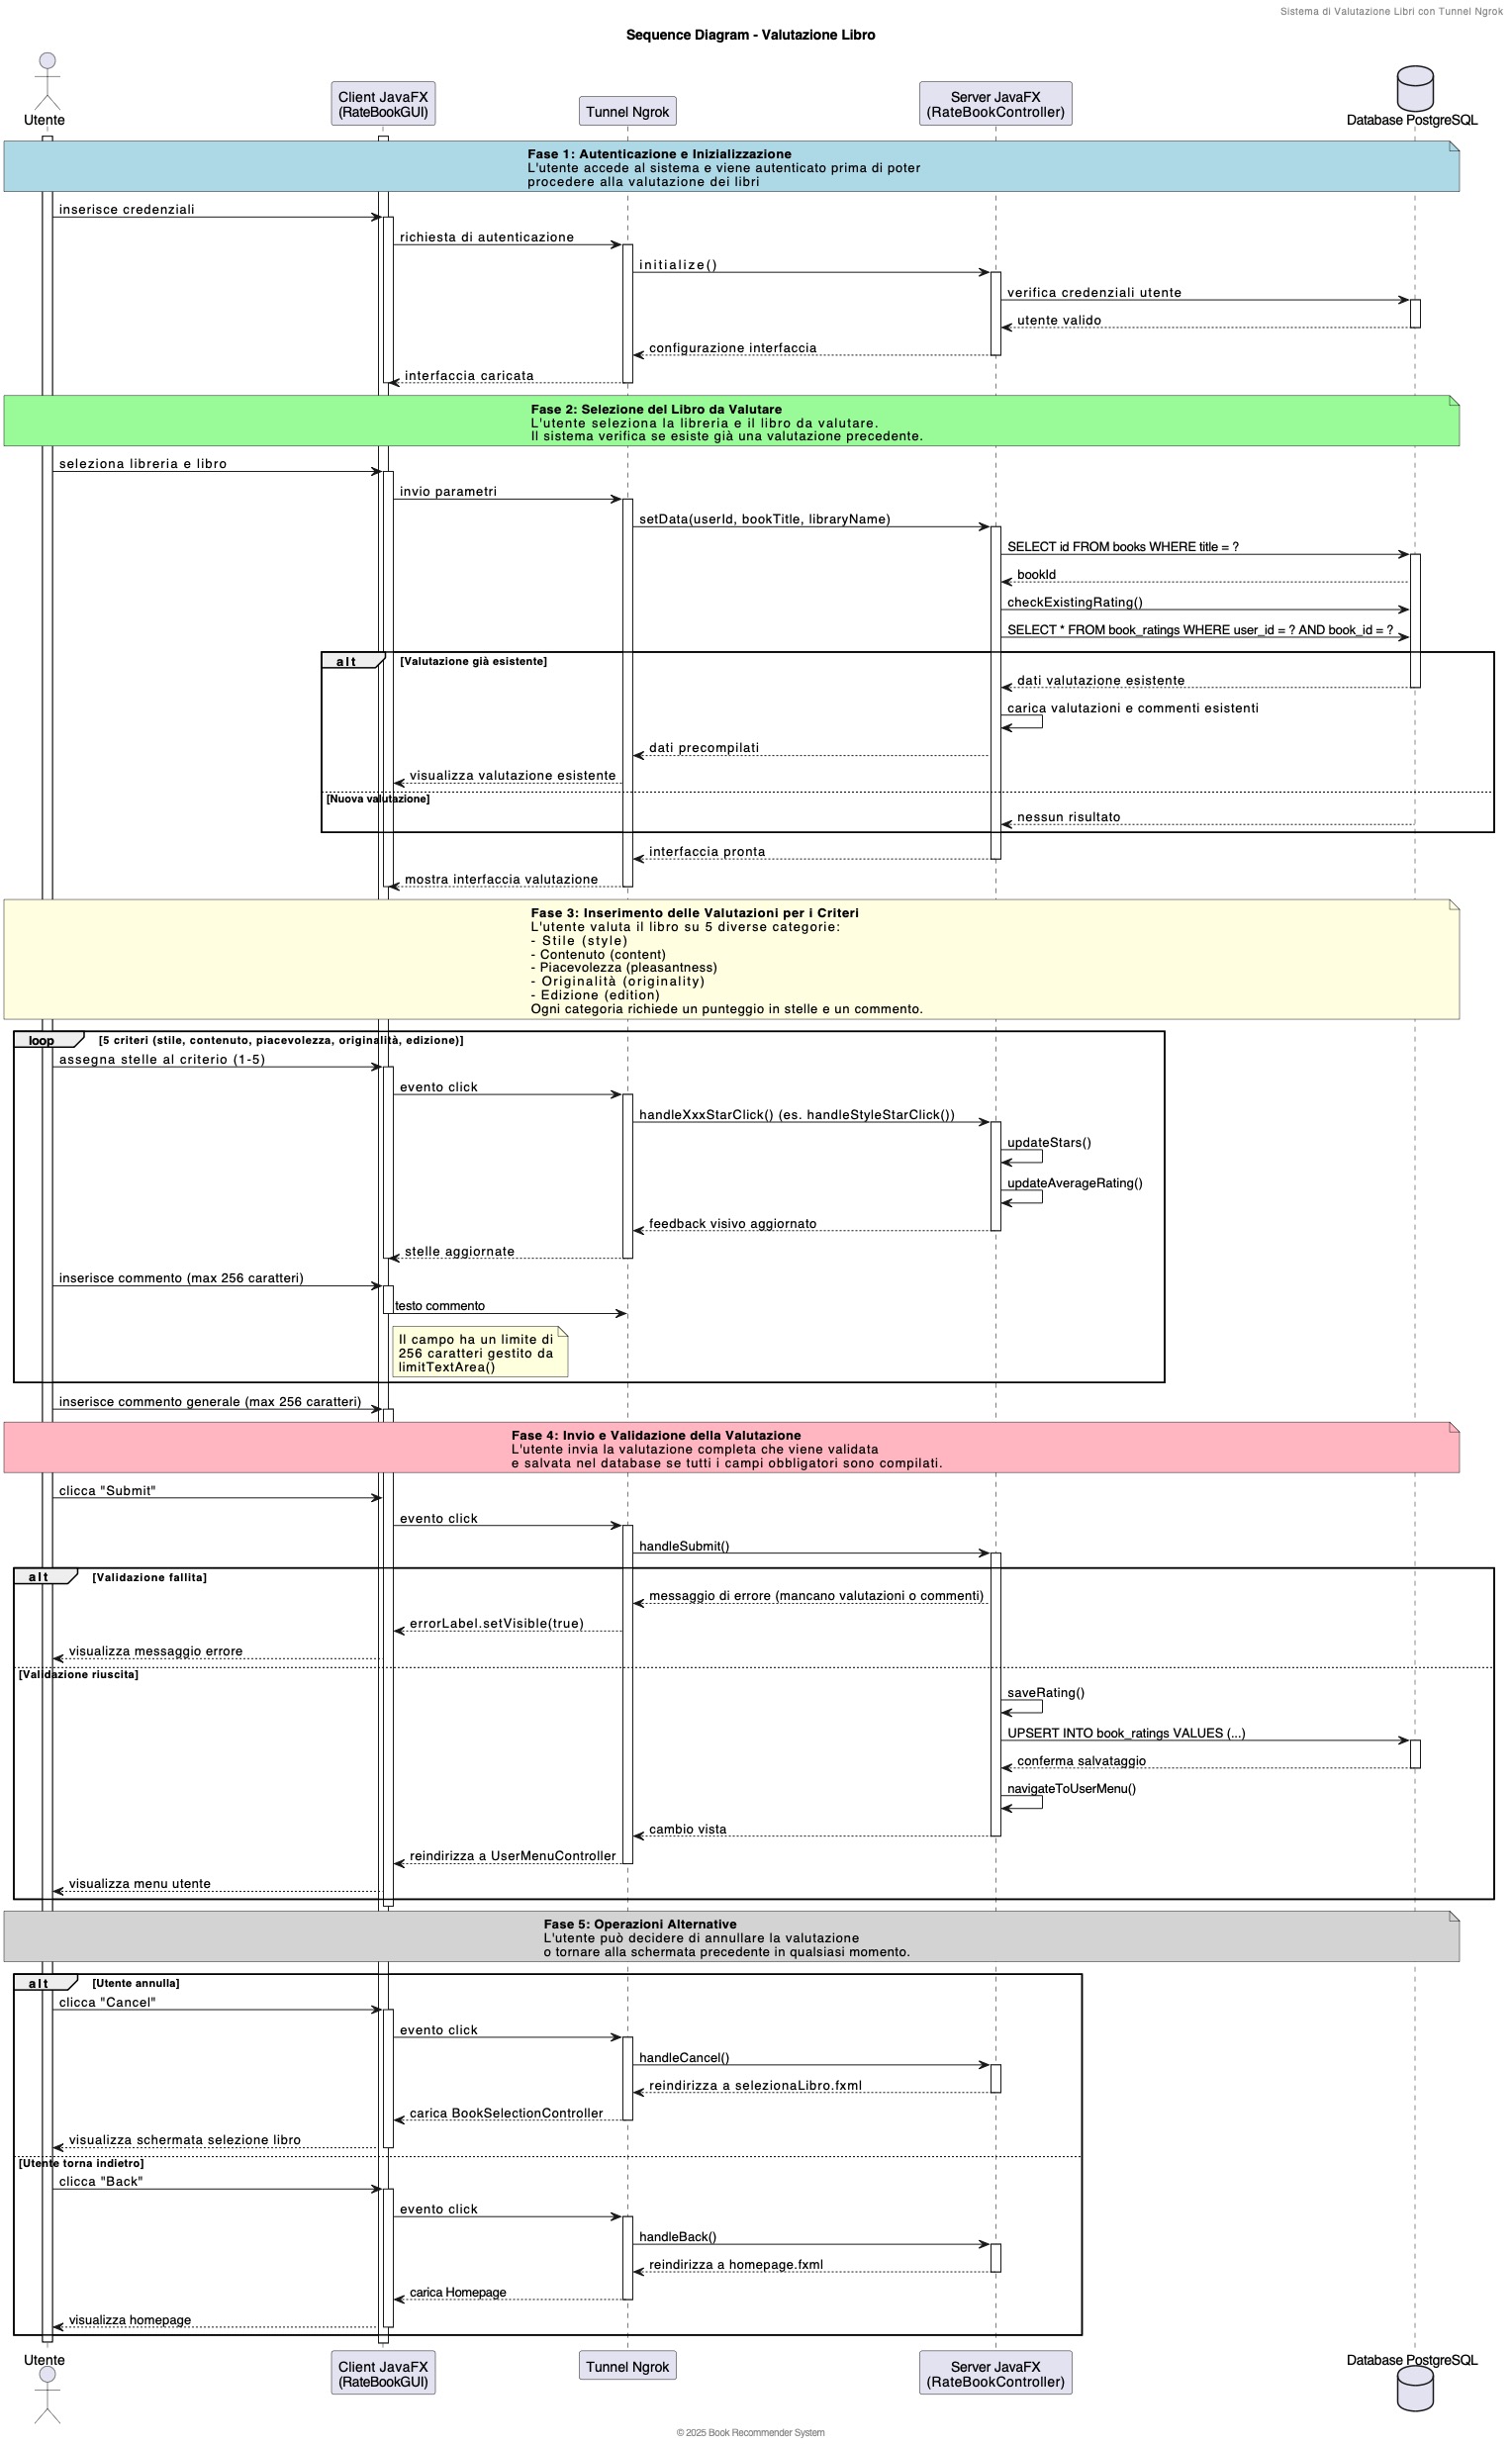 Sistema di Valutazione Libri con Tunnel Ngrok
Sequence Diagram - Valutazione Libro
Utente
Client JavaFX
(RateBookGUI)
Tunnel Ngrok
Server JavaFX
(RateBookController)
Database PostgreSQL
Fase 1: Autenticazione e Inizializzazione
L'utente accede al sistema e viene autenticato prima di poter
procedere alla valutazione dei libri
inserisce credenziali
richiesta di autenticazione
initialize()
verifica credenziali utente
utente valido
configurazione interfaccia
interfaccia caricata
Fase 2: Selezione del Libro da Valutare
L'utente seleziona la libreria e il libro da valutare.
Il sistema verifica se esiste già una valutazione precedente.
seleziona libreria e libro
invio parametri
setData(userId, bookTitle, libraryName)
SELECT id FROM books WHERE title = ?
bookId
checkExistingRating()
SELECT * FROM book_ratings WHERE user_id = ? AND book_id = ?
alt [Valutazione già esistente]
dati valutazione esistente
carica valutazioni e commenti esistenti
dati precompilati
visualizza valutazione esistente
[Nuova valutazione]
nessun risultato
interfaccia pronta
mostra interfaccia valutazione
Fase 3: Inserimento delle Valutazioni per i Criteri
L'utente valuta il libro su 5 diverse categorie:
- Stile (style)
- Contenuto (content)
- Piacevolezza (pleasantness)
- Originalità (originality)
- Edizione (edition)
Ogni categoria richiede un punteggio in stelle e un commento.
loop [5 criteri (stile, contenuto, piacevolezza, originalità, edizione)]
assegna stelle al criterio (1-5)
evento click
handleXxxStarClick() (es. handleStyleStarClick())
updateStars()
updateAverageRating()
feedback visivo aggiornato
stelle aggiornate
inserisce commento (max 256 caratteri)
testo commento
Il campo ha un limite di
256 caratteri gestito da
limitTextArea()
inserisce commento generale (max 256 caratteri)
Fase 4: Invio e Validazione della Valutazione
L'utente invia la valutazione completa che viene validata
e salvata nel database se tutti i campi obbligatori sono compilati.
clicca "Submit"
evento click
handleSubmit()
alt [Validazione fallita]
messaggio di errore (mancano valutazioni o commenti)
errorLabel.setVisible(true)
visualizza messaggio errore
[Validazione riuscita]
saveRating()
UPSERT INTO book_ratings VALUES (...)
conferma salvataggio
navigateToUserMenu()
cambio vista
reindirizza a UserMenuController
visualizza menu utente
Fase 5: Operazioni Alternative
L'utente può decidere di annullare la valutazione
o tornare alla schermata precedente in qualsiasi momento.
alt [Utente annulla]
clicca "Cancel"
evento click
handleCancel()
reindirizza a selezionaLibro.fxml
carica BookSelectionController
visualizza schermata selezione libro
[Utente torna indietro]
clicca "Back"
evento click
handleBack()
reindirizza a homepage.fxml
carica Homepage
visualizza homepage
Utente
Client JavaFX
(RateBookGUI)
Tunnel Ngrok
Server JavaFX
(RateBookController)
Database PostgreSQL
© 2025 Book Recommender System